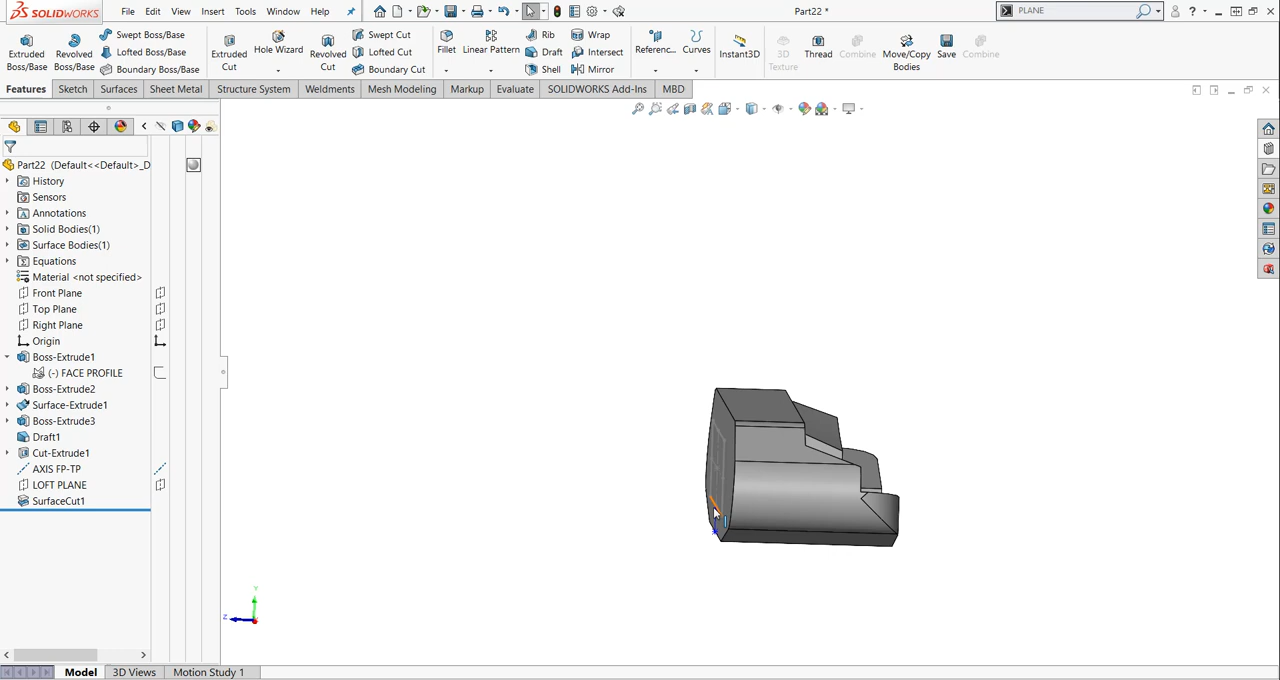 SOLIDWORKS File Edit View Insert Tools Window Help Part22 * PLANE
Extruded Boss/Base
Revolved Boss/Base
Swept Boss/Base
Lofted Boss/Base
Boundary Boss/Base
Extruded Cut
Hole Wizard
Revolved Cut
Swept Cut
Lofted Cut
Boundary Cut
Fillet
Linear Pattern
Rib
Draft
Shell
Wrap
Intersect
Mirror
Referenc...
Curves
Instant3D
3D Texture
Thread
Combine
Move/Copy Bodies
Save
Combine
Features Sketch Surfaces Sheet Metal Structure System Weldments Mesh Modeling Markup Evaluate SOLIDWORKS Add-Ins MBD
Part22 (Default<<Default>_D
History
Sensors
Annotations
Solid Bodies(1)
Surface Bodies(1)
Equations
Material <not specified>
Front Plane
Top Plane
Right Plane
Origin
Boss-Extrude1
(-) FACE PROFILE
Boss-Extrude2
Surface-Extrude1
Boss-Extrude3
Draft1
Cut-Extrude1
AXIS FP-TP
LOFT PLANE
SurfaceCut1
Y
Z
Model 3D Views Motion Study 1